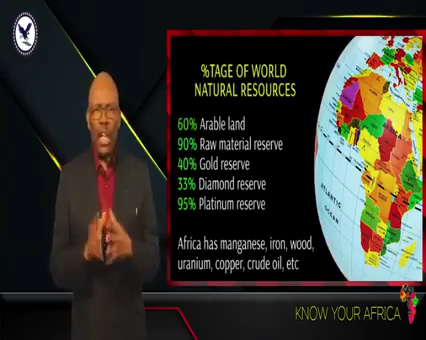 %TAGE OF WORLD
NATURAL RESOURCES
60% Arable land
90% Raw material reserve
40% Gold reserve
33% Diamond reserve
95% Platinum reserve
Africa has manganese, iron, wood,
uranium, copper, crude oil, etc
ATLANTIC
OCEAN
KNOW YOUR AFRICA